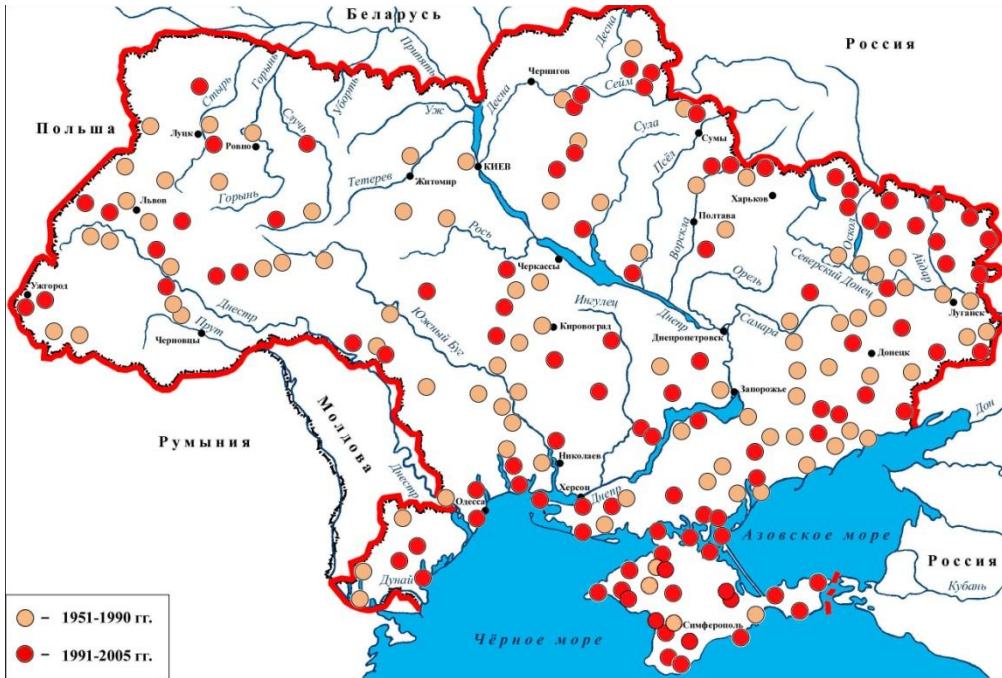 Беларусь
Россия
Польша
Десна
Припять
Горынь
Стырь
Уборть
Случь
Уж
Десна
Чернигов
Сейм
Сула
Псёл
Сумы
Луцк
Ровно
КИЕВ
Житомир
Тетерев
Горынь
Львов
Харьков
Ворскла
Полтава
Рось
Черкассы
Орель
Оскол
Айдар
Северский Донец
Ужгород
Луганск
Днестр
Прут
Черновцы
Южный Буг
Ингулец
Кировоград
Днепр
Самара
Днепропетровск
Донецк
Запорожье
Дон
Молдова
Румыния
Днестр
Николаев
Херсон
Днепр
Одесса
Азовское море
Россия
Кубань
Дунай
Симферополь
Чёрное море
– 1951-1990 гг.
– 1991-2005 гг.